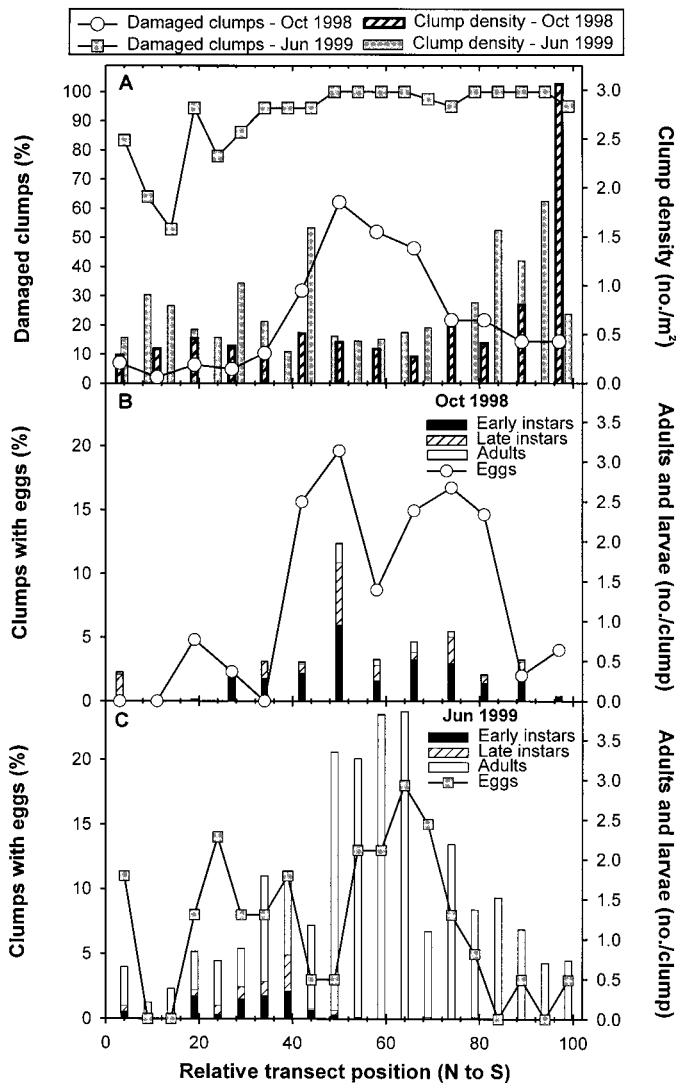 Damaged clumps - Oct 1998
Clump density - Oct 1998
Damaged clumps - Jun 1999
Clump density - Jun 1999
A
100
90
80
70
60
50
40
30
20
10
0
Damaged clumps (%)
3.0
2.5
2.0
1.5
1.0
0.5
0.0
Clump density (no./m²)
B
Oct 1998
Early instars
Late instars
Adults
Eggs
20
15
10
5
0
Clumps with eggs (%)
3.5
3.0
2.5
2.0
1.5
1.0
0.5
0.0
Adults and larvae (no./clump)
C
Jun 1999
Early instars
Late instars
Adults
Eggs
20
15
10
5
0
Clumps with eggs (%)
3.5
3.0
2.5
2.0
1.5
1.0
0.5
0.0
Adults and larvae (no./clump)
0 20 40 60 80 100
Relative transect position (N to S)